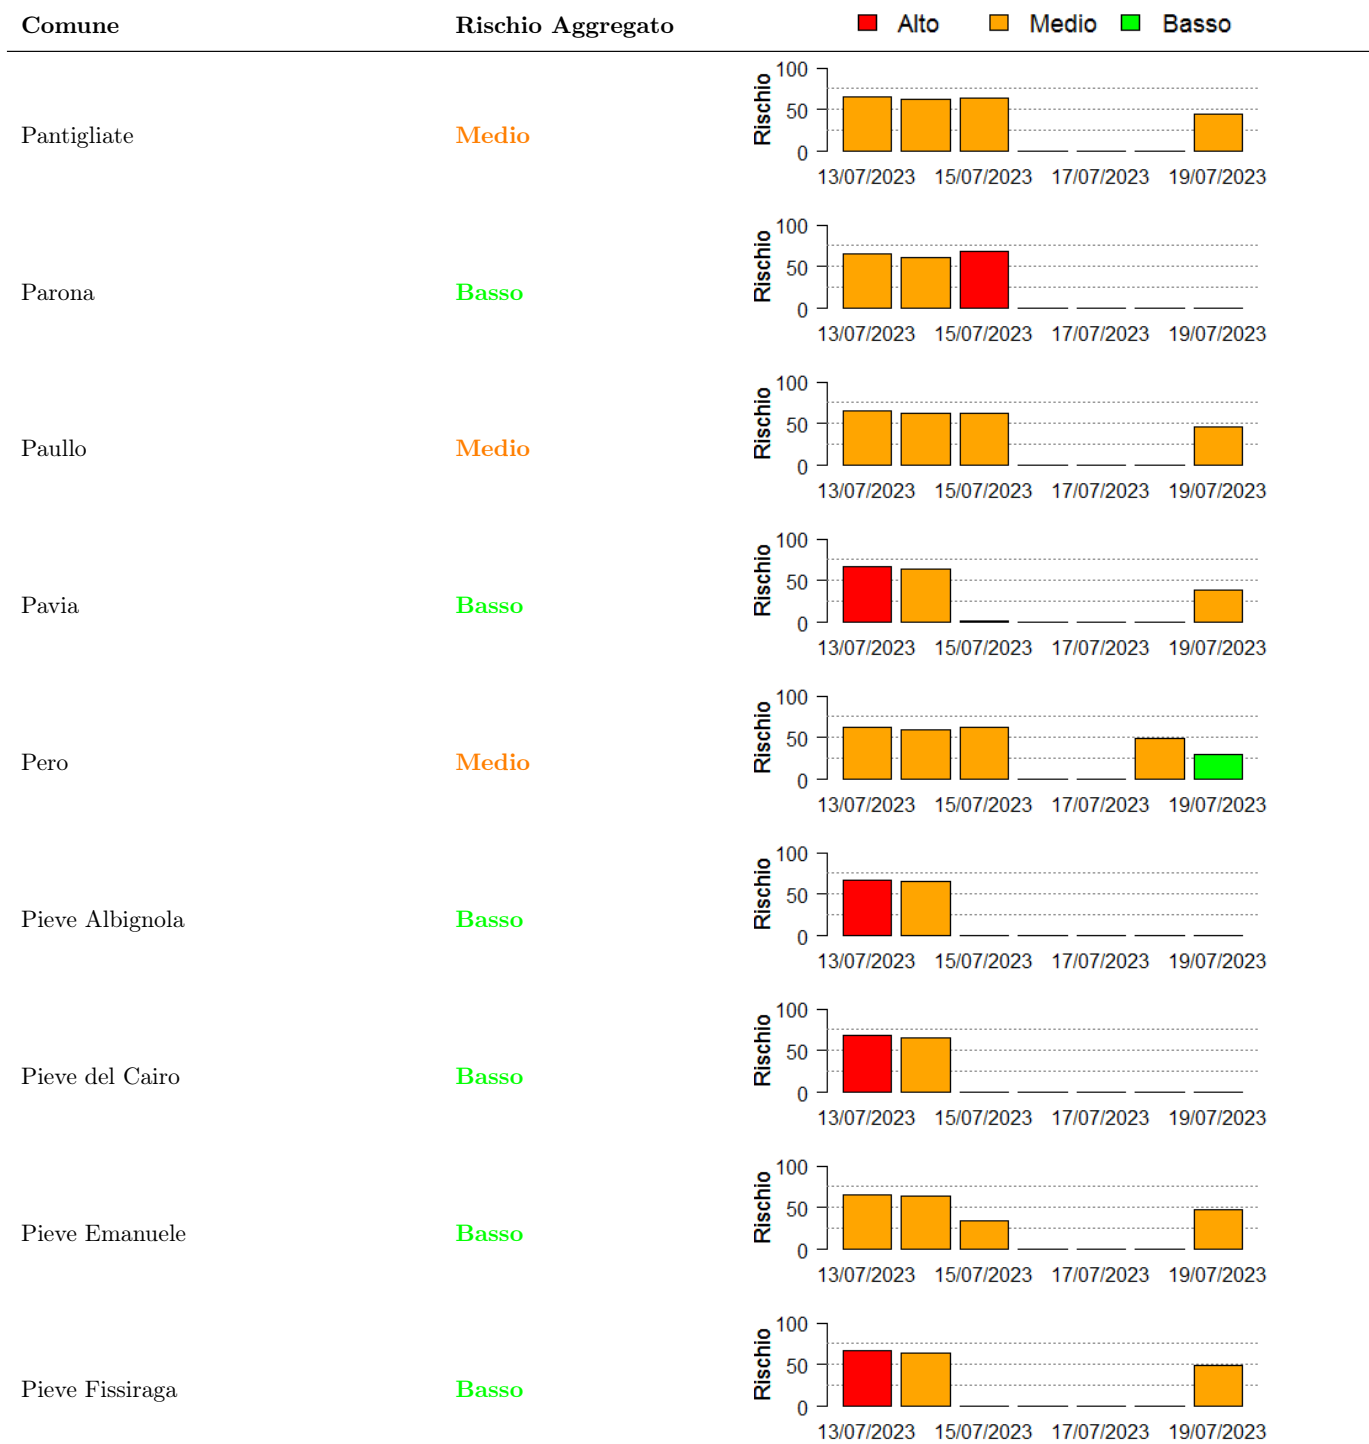 Comune Rischio Aggregato Alto Medio Basso
Pantigliate Medio Rischio 100 50 0
13/07/2023 15/07/2023 17/07/2023 19/07/2023
Parona Basso Rischio 100 50 0
13/07/2023 15/07/2023 17/07/2023 19/07/2023
Paullo Medio Rischio 100 50 0
13/07/2023 15/07/2023 17/07/2023 19/07/2023
Pavia Basso Rischio 100 50 0
13/07/2023 15/07/2023 17/07/2023 19/07/2023
Pero Medio Rischio 100 50 0
13/07/2023 15/07/2023 17/07/2023 19/07/2023
Pieve Albignola Basso Rischio 100 50 0
13/07/2023 15/07/2023 17/07/2023 19/07/2023
Pieve del Cairo Basso Rischio 100 50 0
13/07/2023 15/07/2023 17/07/2023 19/07/2023
Pieve Emanuele Basso Rischio 100 50 0
13/07/2023 15/07/2023 17/07/2023 19/07/2023
Pieve Fissiraga Basso Rischio 100 50 0
13/07/2023 15/07/2023 17/07/2023 19/07/2023